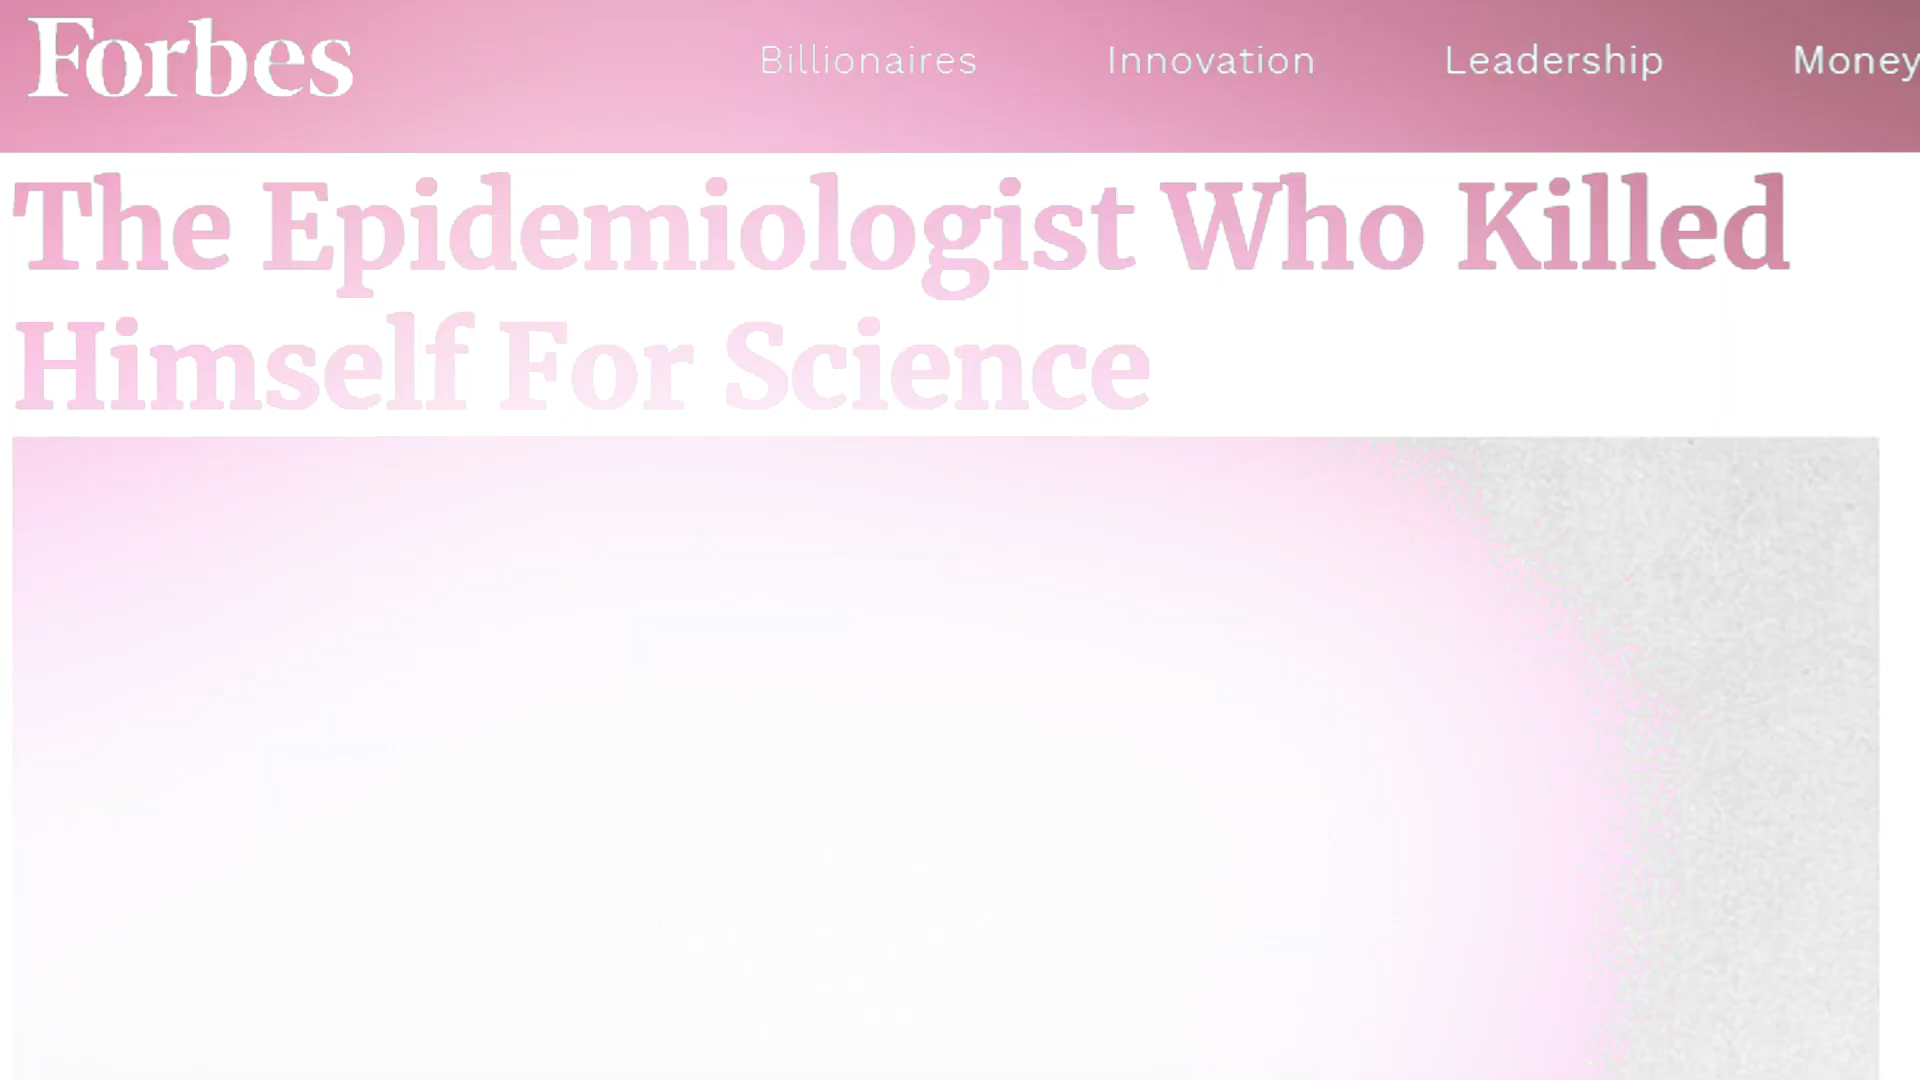 Forbes
Billionaires Innovation Leadership Money
The Epidemiologist Who Killed
Himself For Science